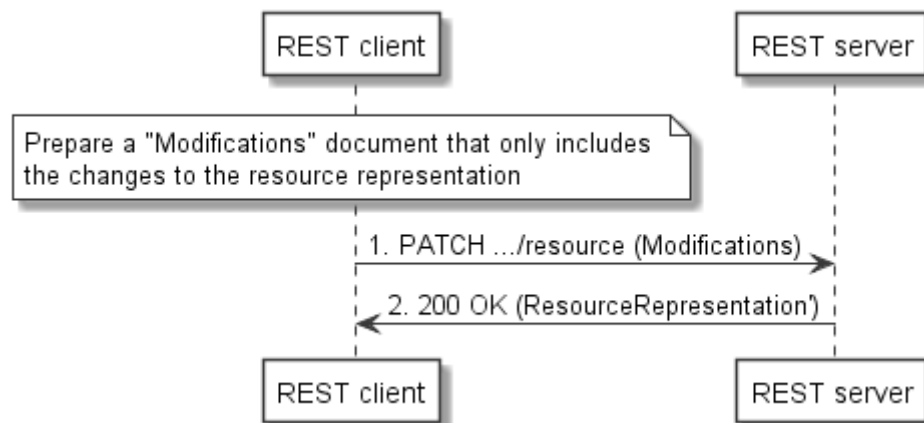 REST client
REST server
Prepare a "Modifications" document that only includes
the changes to the resource representation
1. PATCH .../resource (Modifications)
2. 200 OK (ResourceRepresentation')
REST client
REST server